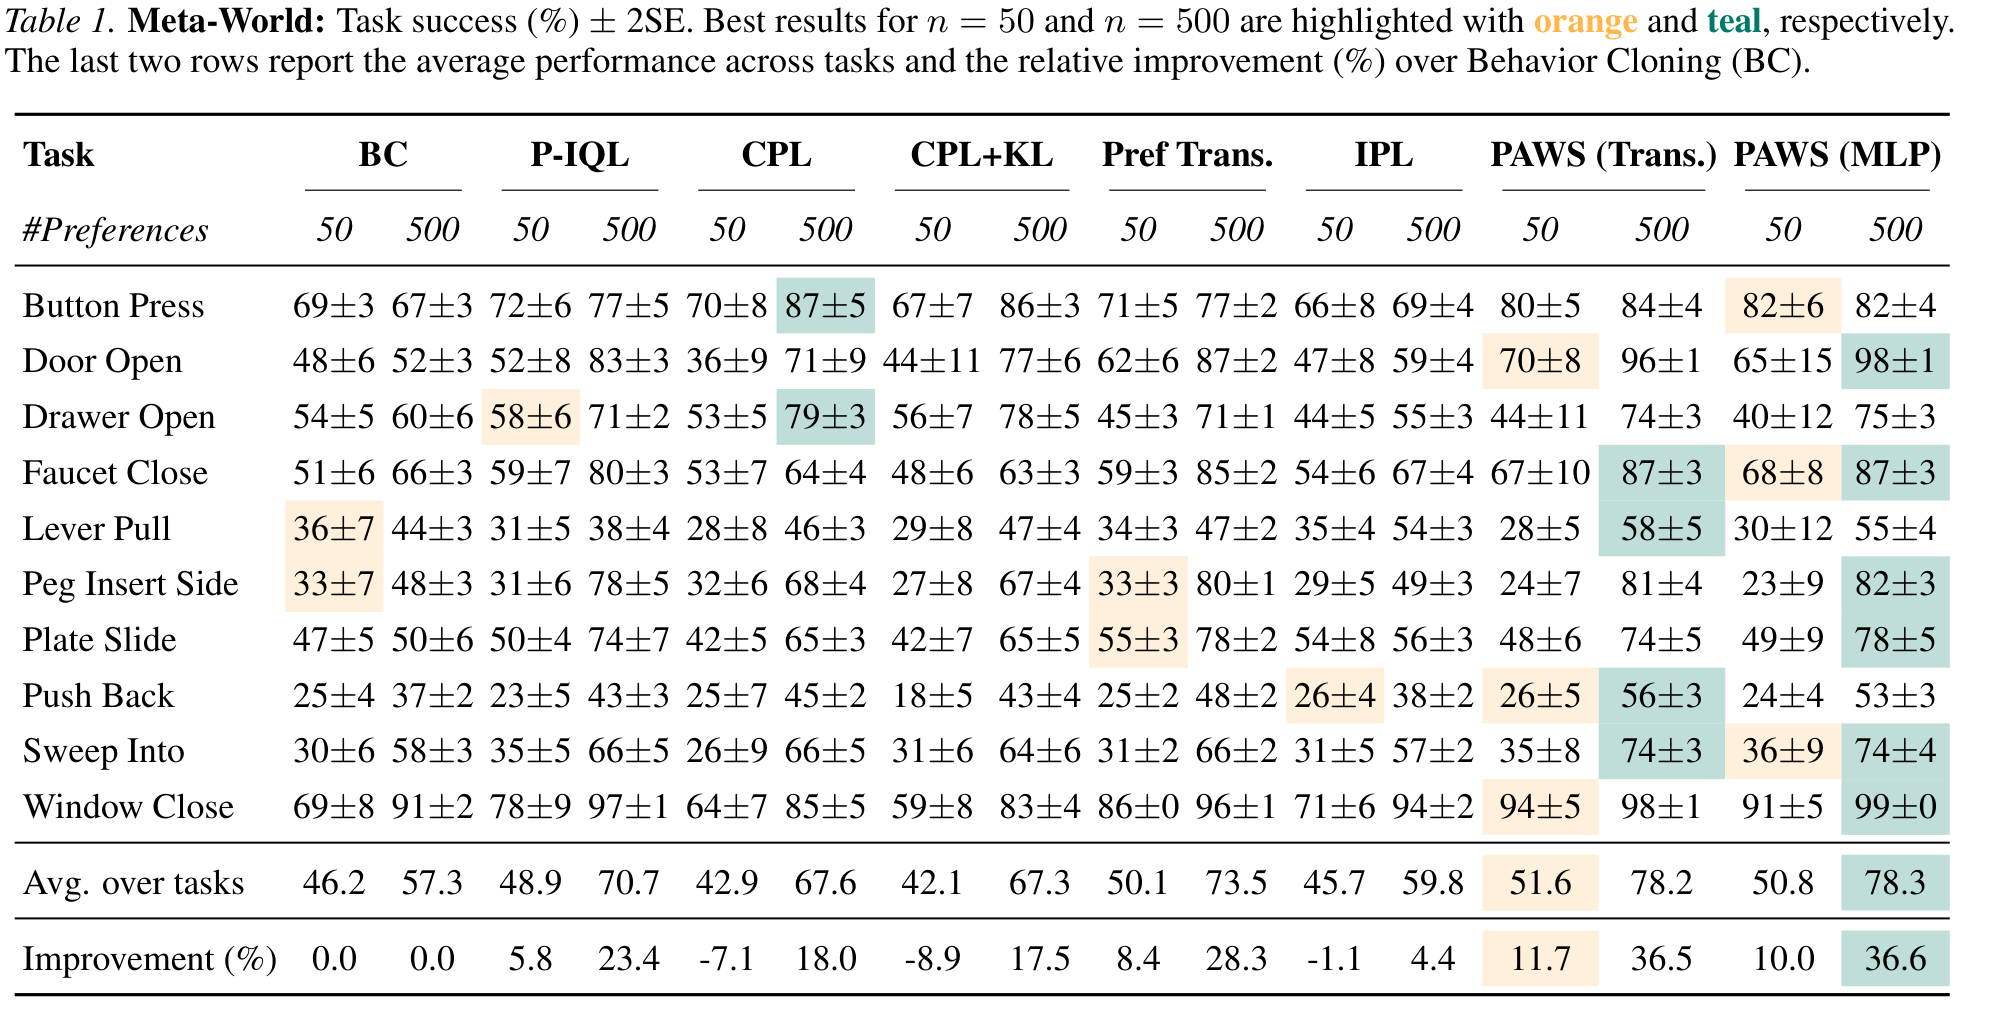 Table 1. Meta-World: Task success (%) ± 2SE. Best results for n = 50 and n = 500 are highlighted with orange and teal, respectively.
The last two rows report the average performance across tasks and the relative improvement (%) over Behavior Cloning (BC).
Task BC P-IQL CPL CPL+KL Pref Trans. IPL PAWS (Trans.) PAWS (MLP)
#Preferences 50 500 50 500 50 500 50 500 50 500 50 500 50 500 50 500
Button Press 69±3 67±3 72±6 77±5 70±8 87±5 67±7 86±3 71±5 77±2 66±8 69±4 80±5 84±4 82±6 82±4
Door Open 48±6 52±3 52±8 83±3 36±9 71±9 44±11 77±6 62±6 87±2 47±8 59±4 70±8 96±1 65±15 98±1
Drawer Open 54±5 60±6 58±6 71±2 53±5 79±3 56±7 78±5 45±3 71±1 44±5 55±3 44±11 74±3 40±12 75±3
Faucet Close 51±6 66±3 59±7 80±3 53±7 64±4 48±6 63±3 59±3 85±2 54±6 67±4 67±10 87±3 68±8 87±3
Lever Pull 36±7 44±3 31±5 38±4 28±8 46±3 29±8 47±4 34±3 47±2 35±4 54±3 28±5 58±5 30±12 55±4
Peg Insert Side 33±7 48±3 31±6 78±5 32±6 68±4 27±8 67±4 33±3 80±1 29±5 49±3 24±7 81±4 23±9 82±3
Plate Slide 47±5 50±6 50±4 74±7 42±5 65±3 42±7 65±5 55±3 78±2 54±8 56±3 48±6 74±5 49±9 78±5
Push Back 25±4 37±2 23±5 43±3 25±7 45±2 18±5 43±4 25±2 48±2 26±4 38±2 26±5 56±3 24±4 53±3
Sweep Into 30±6 58±3 35±5 66±5 26±9 66±5 31±6 64±6 31±2 66±2 31±5 57±2 35±8 74±3 36±9 74±4
Window Close 69±8 91±2 78±9 97±1 64±7 85±5 59±8 83±4 86±0 96±1 71±6 94±2 94±5 98±1 91±5 99±0
Avg. over tasks 46.2 57.3 48.9 70.7 42.9 67.6 42.1 67.3 50.1 73.5 45.7 59.8 51.6 78.2 50.8 78.3
Improvement (%) 0.0 0.0 5.8 23.4 -7.1 18.0 -8.9 17.5 8.4 28.3 -1.1 4.4 11.7 36.5 10.0 36.6